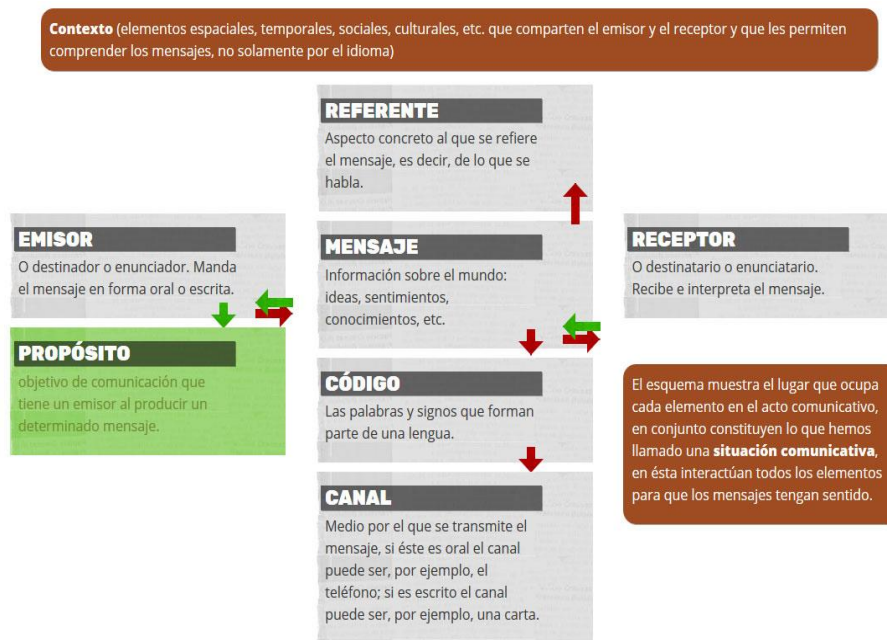 Contexto (elementos espaciales, temporales, sociales, culturales, etc. que comparten el emisor y el receptor y que les permiten
comprender los mensajes, no solamente por el idioma)
REFERENTE
Aspecto concreto al que se refiere
el mensaje, es decir, de lo que se
habla.
EMISOR
O destinador o enunciador. Manda
el mensaje en forma oral o escrita.
PROPÓSITO
objetivo de comunicación que
tiene un emisor al producir un
determinado mensaje.
MENSAJE
Información sobre el mundo:
ideas, sentimientos,
conocimientos, etc.
CÓDIGO
Las palabras y signos que forman
parte de una lengua.
CANAL
Medio por el que se transmite el
mensaje, si éste es oral el canal
puede ser, por ejemplo, el
teléfono; si es escrito el canal
puede ser, por ejemplo, una carta.
RECEPTOR
O destinatario o enunciatario.
Recibe e interpreta el mensaje.
El esquema muestra el lugar que ocupa
cada elemento en el acto comunicativo,
en conjunto constituyen lo que hemos
llamado una situación comunicativa,
en ésta interactúan todos los elementos
para que los mensajes tengan sentido.